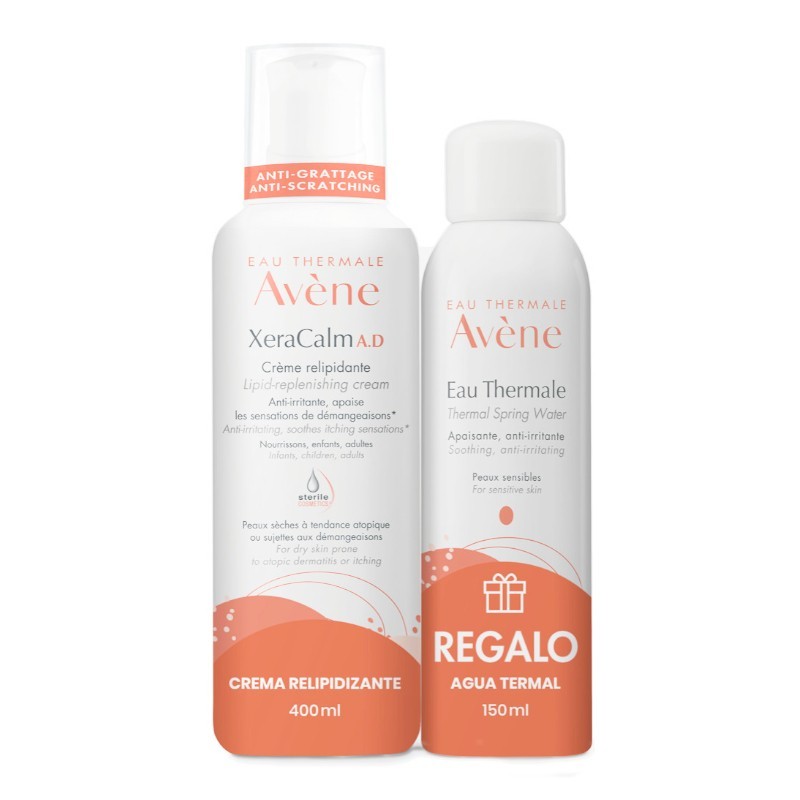 ANTI-GRATTAGE
ANTI-SCRATCHING
EAU THERMALE
Avène
XeraCalm A.D
Crème relipidante
Lipid-replenishing cream
Anti-irritante, apaise
les sensations de démangeaisons*
Anti-irritating, soothes itching sensations*
Nourrissons, enfants, adultes
Infants, children, adults
sterile
COSMETICS
Peaux sèches à tendance atopique
ou sujettes aux démangeaisons
For dry skin prone
to atopic dermatitis or itching
CREMA RELIPIDIZANTE
400ml
EAU THERMALE
Avène
Eau Thermale
Thermal Spring Water
Apaisante, anti-irritante
Soothing, anti-irritating
Peaux sensibles
For sensitive skin
REGALO
AGUA TERMAL
150ml